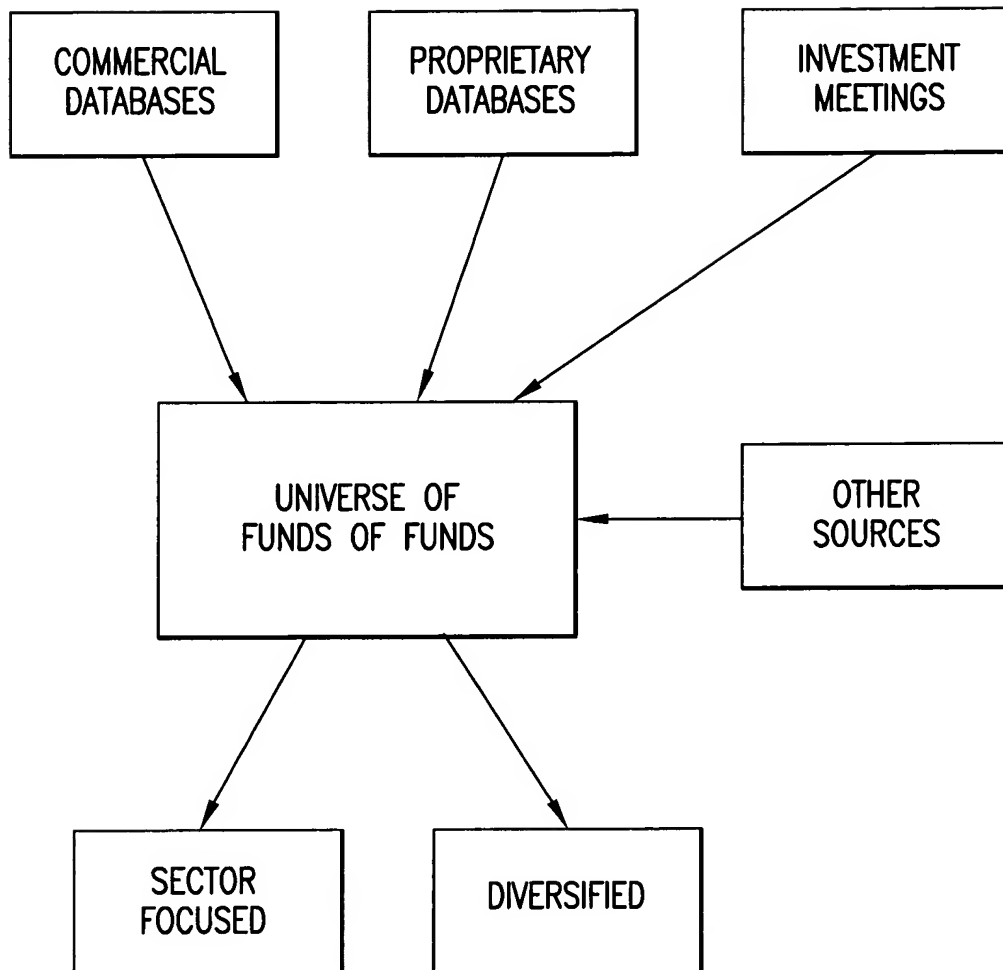 COMMERCIAL
DATABASES
PROPRIETARY
DATABASES
INVESTMENT
MEETINGS
UNIVERSE OF
FUNDS OF FUNDS
OTHER
SOURCES
SECTOR
FOCUSED
DIVERSIFIED